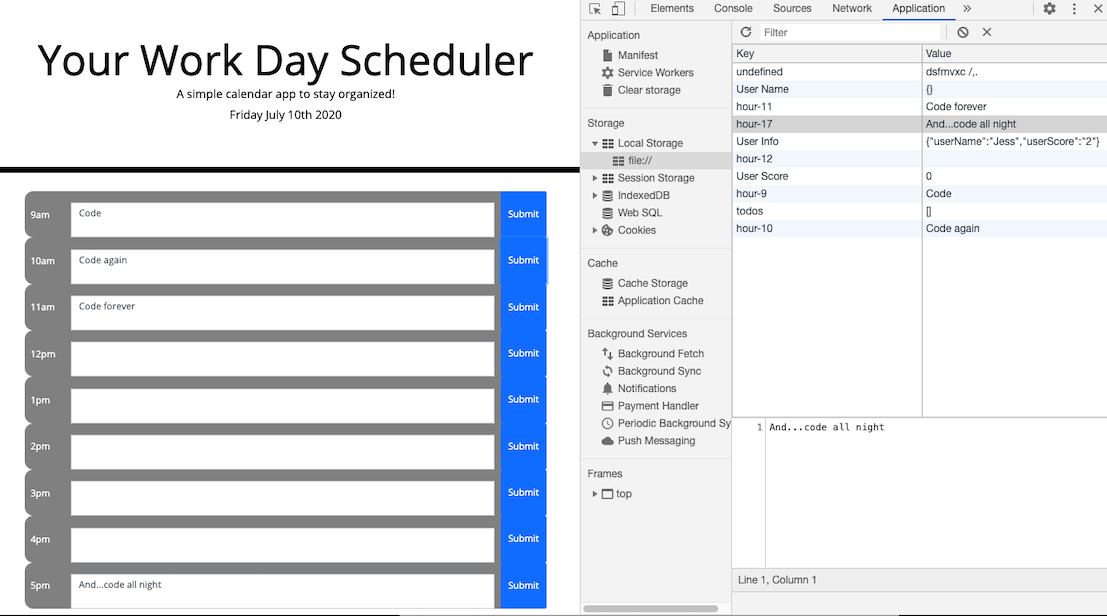 Your Work Day Scheduler
A simple calendar app to stay organized!
Friday July 10th 2020
9am Code Submit
10am Code again Submit
11am Code forever Submit
12pm Submit
1pm Submit
2pm Submit
3pm Submit
4pm Submit
5pm And...code all night Submit
Elements Console Sources Network Application »
Application
Manifest
Service Workers
Clear storage
Storage
Local Storage
file://
Session Storage
IndexedDB
Web SQL
Cookies
Cache
Cache Storage
Application Cache
Background Services
Background Fetch
Background Sync
Notifications
Payment Handler
Periodic Background Sy
Push Messaging
Frames
top
Filter
Key Value
undefined dsfmvxc /,.
User Name {}
hour-11 Code forever
hour-17 And...code all night
User Info {"userName":"Jess","userScore":"2"}
hour-12
User Score 0
hour-9 Code
todos []
hour-10 Code again
1 And...code all night
Line 1, Column 1